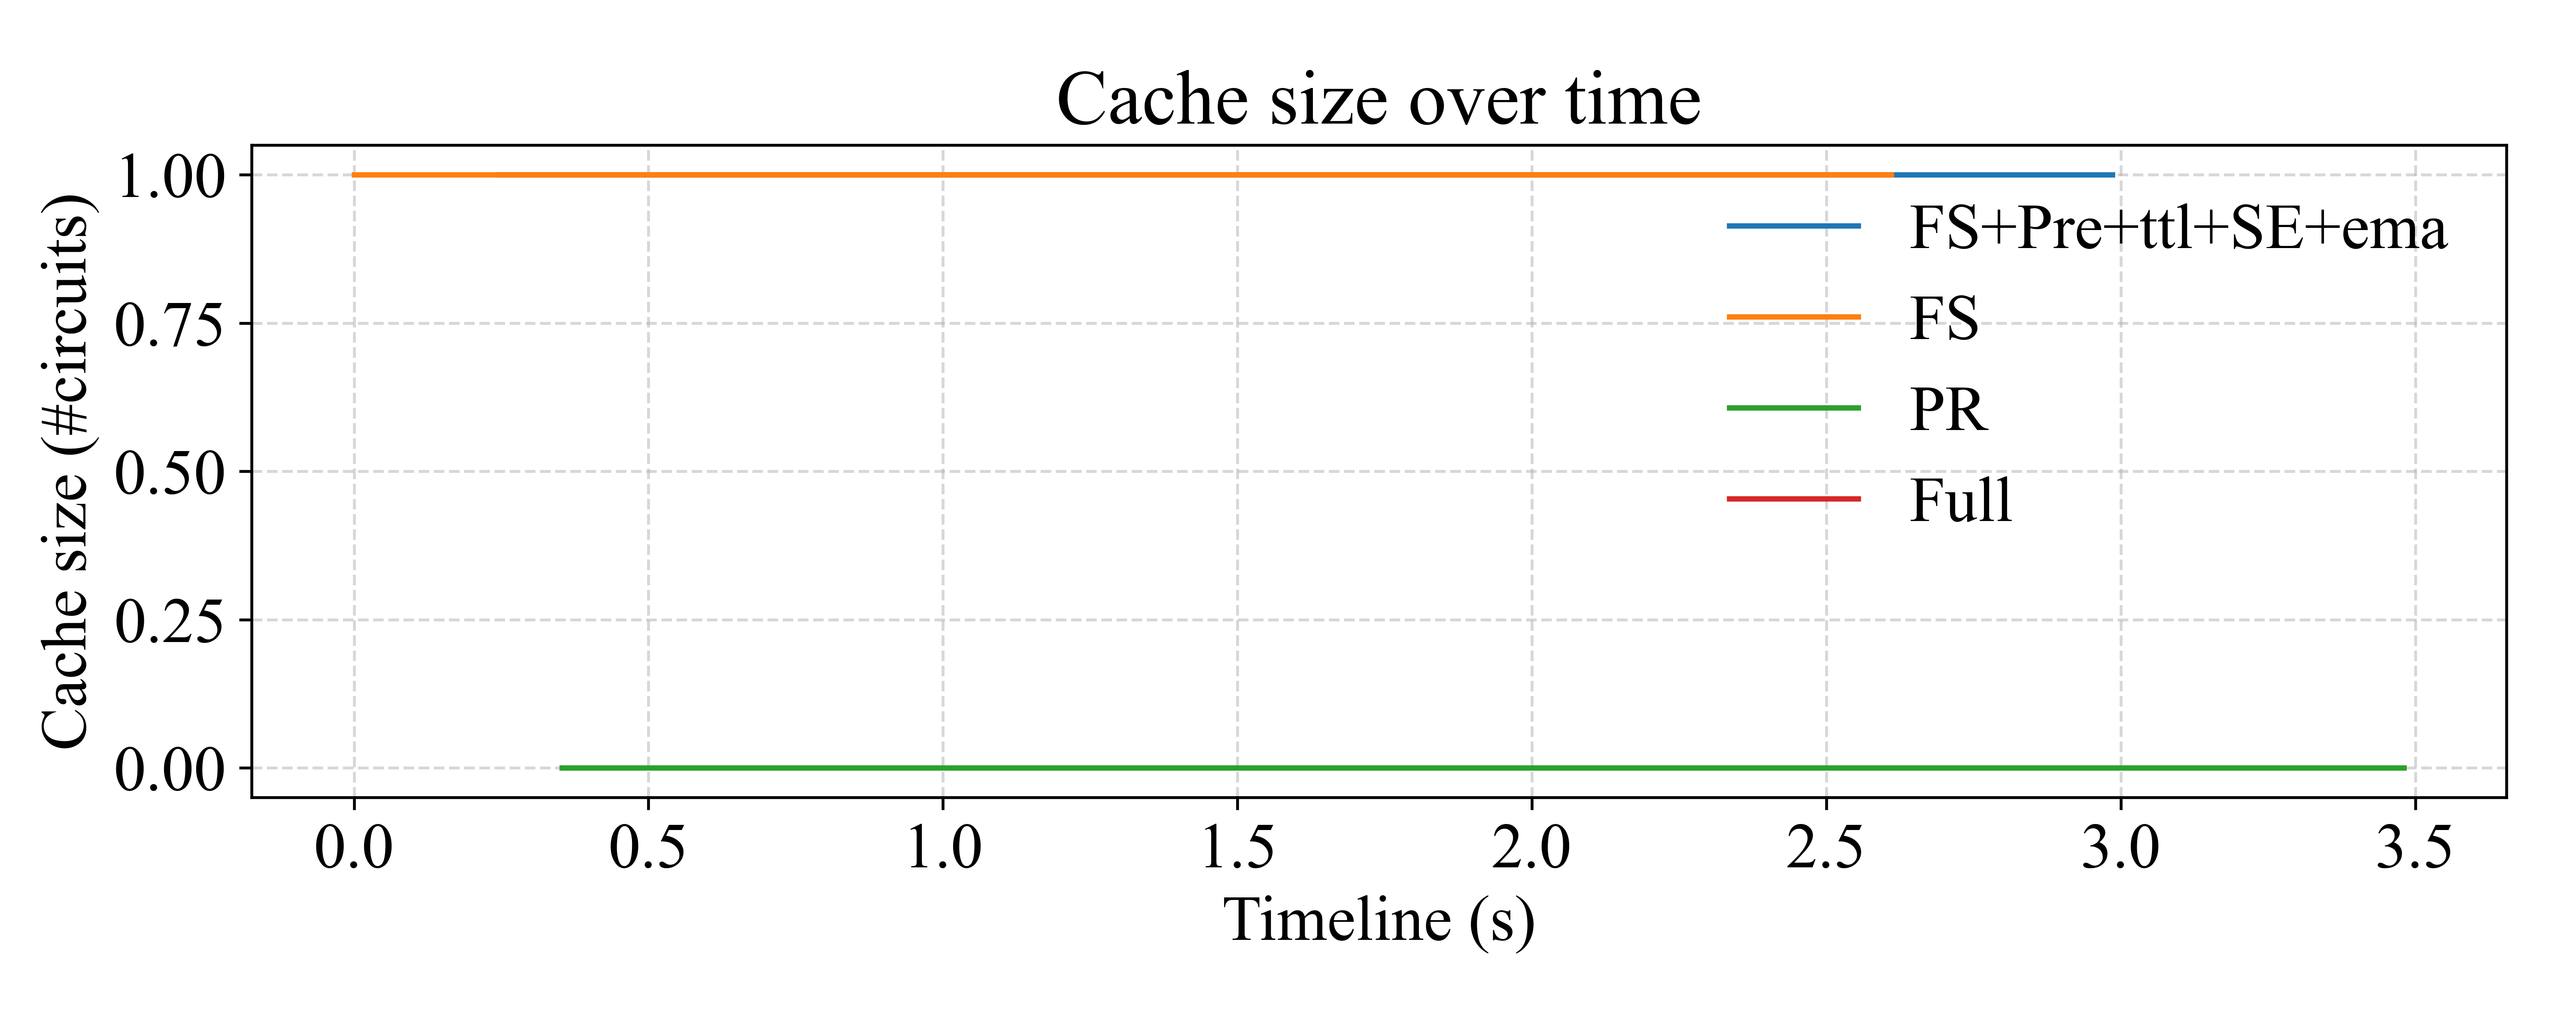 Cache size over time
Cache size (#circuits)
1.00
0.75
0.50
0.25
0.00
FS+Pre+ttl+SE+ema
FS
PR
Full
0.0 0.5 1.0 1.5 2.0 2.5 3.0 3.5
Timeline (s)